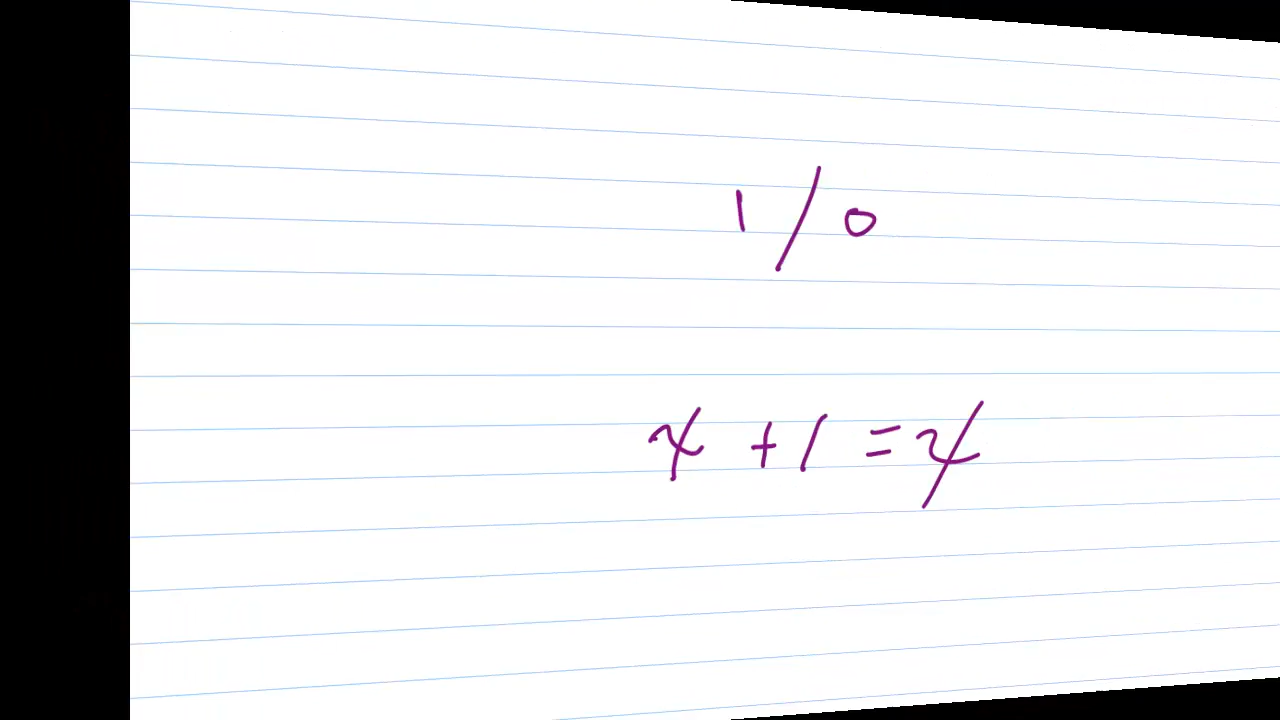 1/0
x + 1 = x